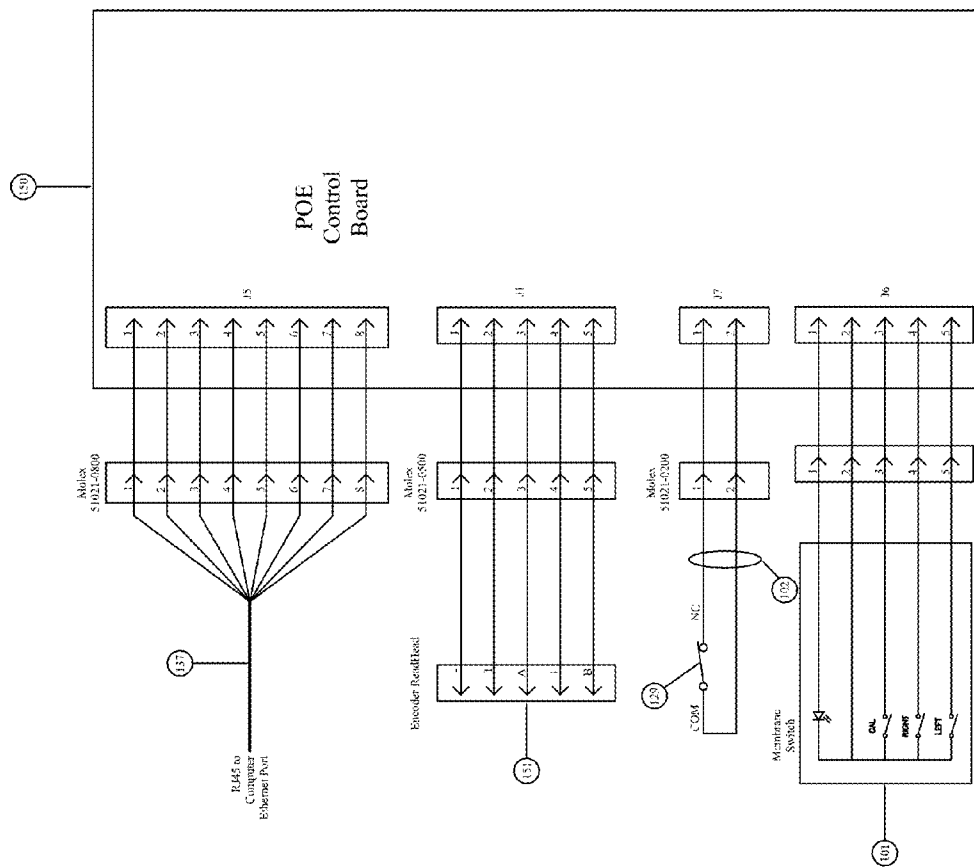 150
POE
Control
Board
J5
1
2
3
4
5
6
7
8
Molex
51021-0800
1
2
3
4
5
6
7
8
157
RJ45 to
Computer
Ethernet Port
J1
1
2
3
4
5
Molex
51021-0500
1
2
3
4
5
Encoder ReadHead
A
B
151
J7
1
2
Molex
51021-0200
1
2
102
NC
COM
129
J6
1
2
3
4
5
1
2
3
4
5
Membrane
Switch
CAL
RIGHT
LEFT
101